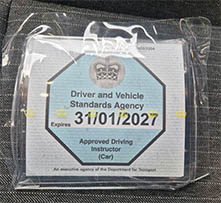 Driver and Vehicle
Standards Agency
Expires 31/01/2027
Approved Driving
Instructor
(Car)
An executive agency of the Department for Transport